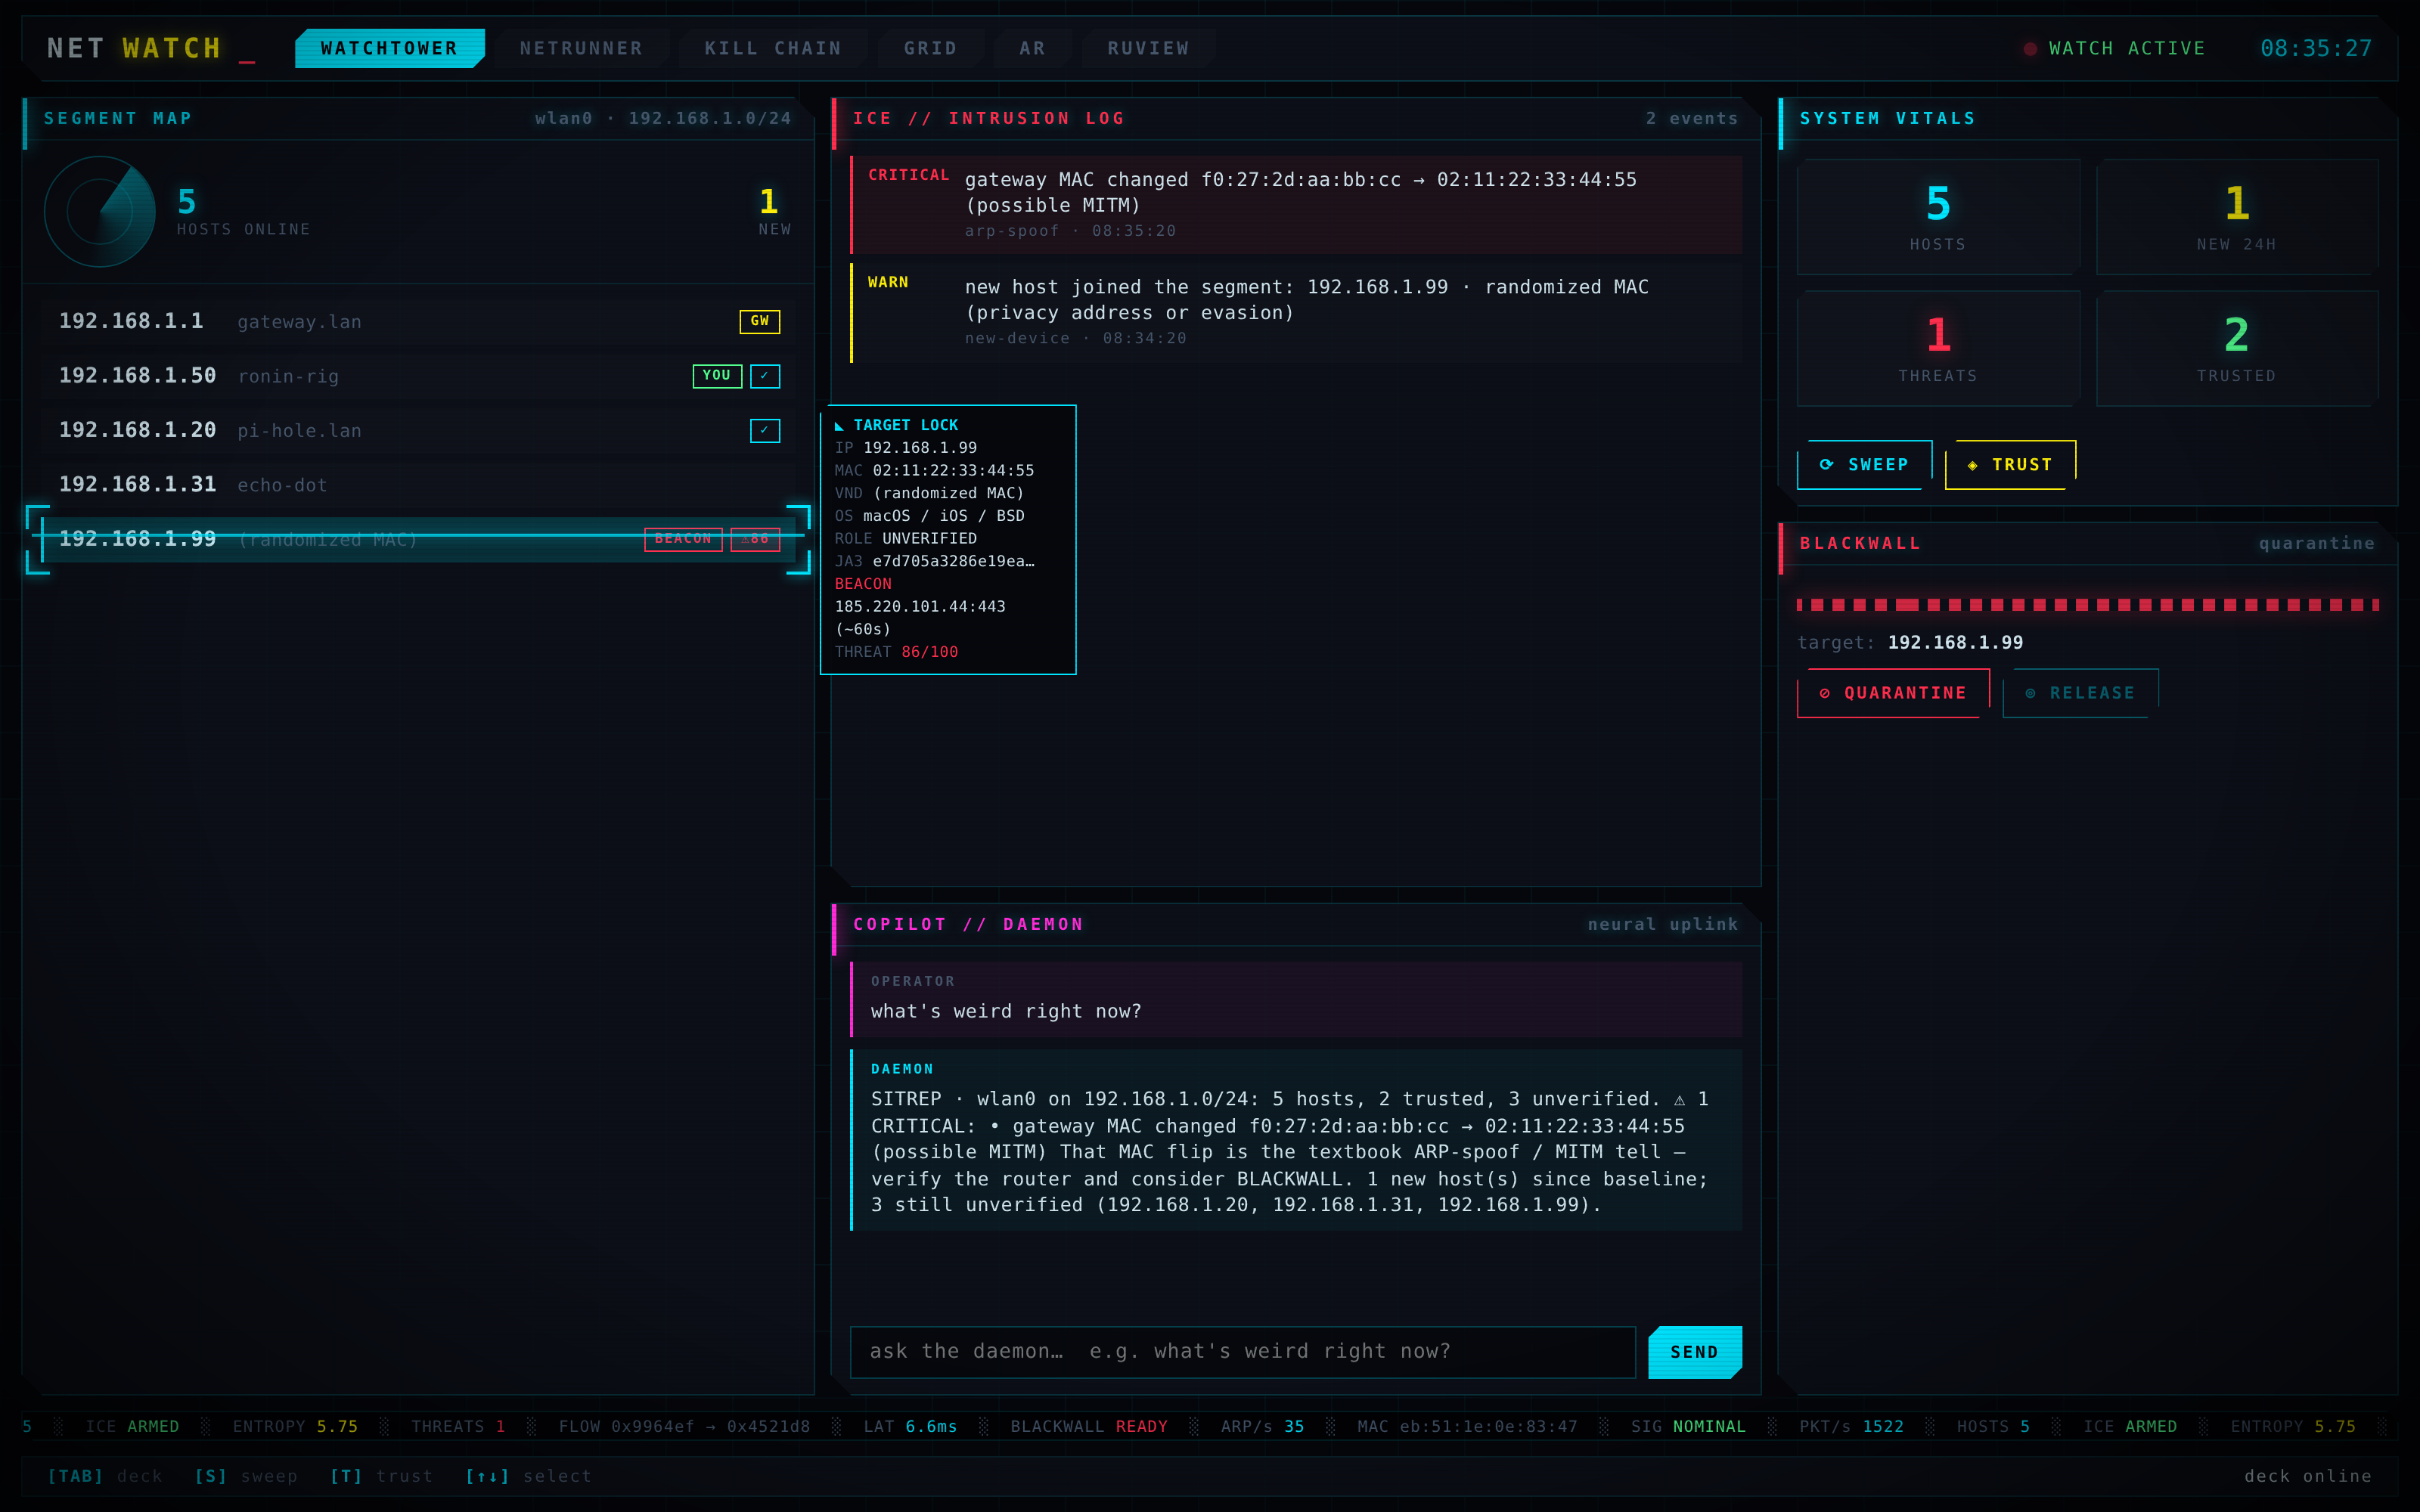 NET WATCH _
WATCHTOWER
NETRUNNER
KILL CHAIN
GRID
AR
RUVIEW
WATCH ACTIVE
08:35:27
SEGMENT MAP
wlan0 · 192.168.1.0/24
5
HOSTS ONLINE
1
NEW
192.168.1.1 gateway.lan GW
192.168.1.50 ronin-rig YOU ✓
192.168.1.20 pi-hole.lan ✓
192.168.1.31 echo-dot
192.168.1.99 (randomized MAC) BEACON ⚠86
ICE // INTRUSION LOG
2 events
CRITICAL gateway MAC changed f0:27:2d:aa:bb:cc → 02:11:22:33:44:55
(possible MITM)
arp-spoof · 08:35:20
WARN new host joined the segment: 192.168.1.99 · randomized MAC
(privacy address or evasion)
new-device · 08:34:20
◣ TARGET LOCK
IP 192.168.1.99
MAC 02:11:22:33:44:55
VND (randomized MAC)
OS macOS / iOS / BSD
ROLE UNVERIFIED
JA3 e7d705a3286e19ea…
BEACON
185.220.101.44:443
(~60s)
THREAT 86/100
COPILOT // DAEMON
neural uplink
OPERATOR
what's weird right now?
DAEMON
SITREP · wlan0 on 192.168.1.0/24: 5 hosts, 2 trusted, 3 unverified. ⚠ 1
CRITICAL: • gateway MAC changed f0:27:2d:aa:bb:cc → 02:11:22:33:44:55
(possible MITM) That MAC flip is the textbook ARP-spoof / MITM tell —
verify the router and consider BLACKWALL. 1 new host(s) since baseline;
3 still unverified (192.168.1.20, 192.168.1.31, 192.168.1.99).
ask the daemon… e.g. what's weird right now?
SEND
SYSTEM VITALS
5
HOSTS
1
NEW 24H
1
THREATS
2
TRUSTED
⟳ SWEEP
◈ TRUST
BLACKWALL
quarantine
target: 192.168.1.99
⊘ QUARANTINE
⊚ RELEASE
5 ░ ICE ARMED ░ ENTROPY 5.75 ░ THREATS 1 ░ FLOW 0x9964ef → 0x4521d8 ░ LAT 6.6ms ░ BLACKWALL READY ░ ARP/s 35 ░ MAC eb:51:1e:0e:83:47 ░ SIG NOMINAL ░ PKT/s 1522 ░ HOSTS 5 ░ ICE ARMED ░ ENTROPY 5.75 ░
[TAB] deck [S] sweep [T] trust [↑↓] select
deck online